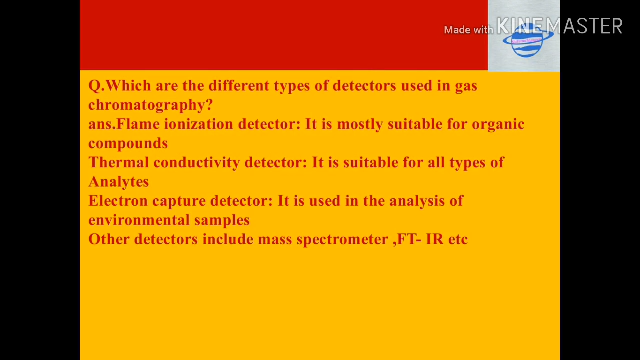 Made with KINEMASTER
Q.Which are the different types of detectors used in gas
chromatography?
ans.Flame ionization detector: It is mostly suitable for organic
compounds
Thermal conductivity detector: It is suitable for all types of
Analytes
Electron capture detector: It is used in the analysis of
environmental samples
Other detectors include mass spectrometer ,FT- IR etc